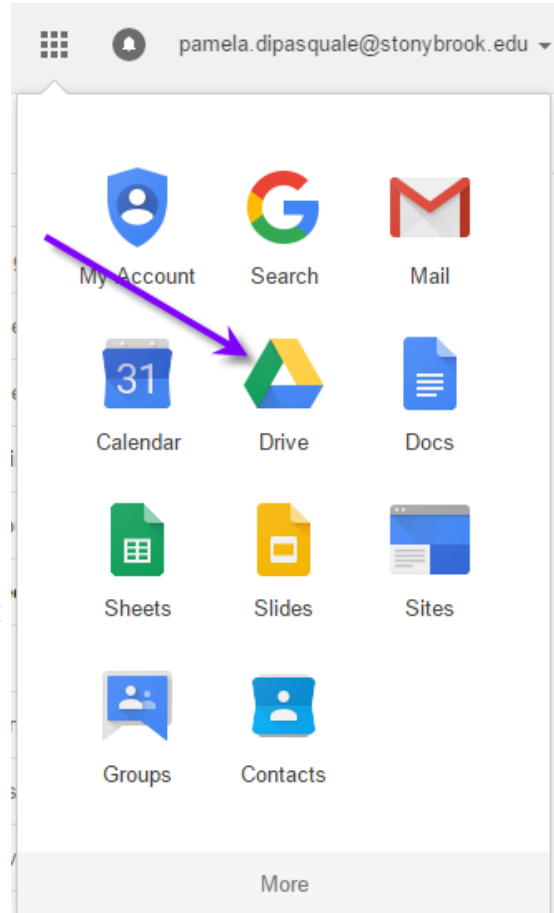 pamela.dipasquale@stonybrook.edu
My Account Search Mail
31
Calendar Drive Docs
Sheets Slides Sites
Groups Contacts
More